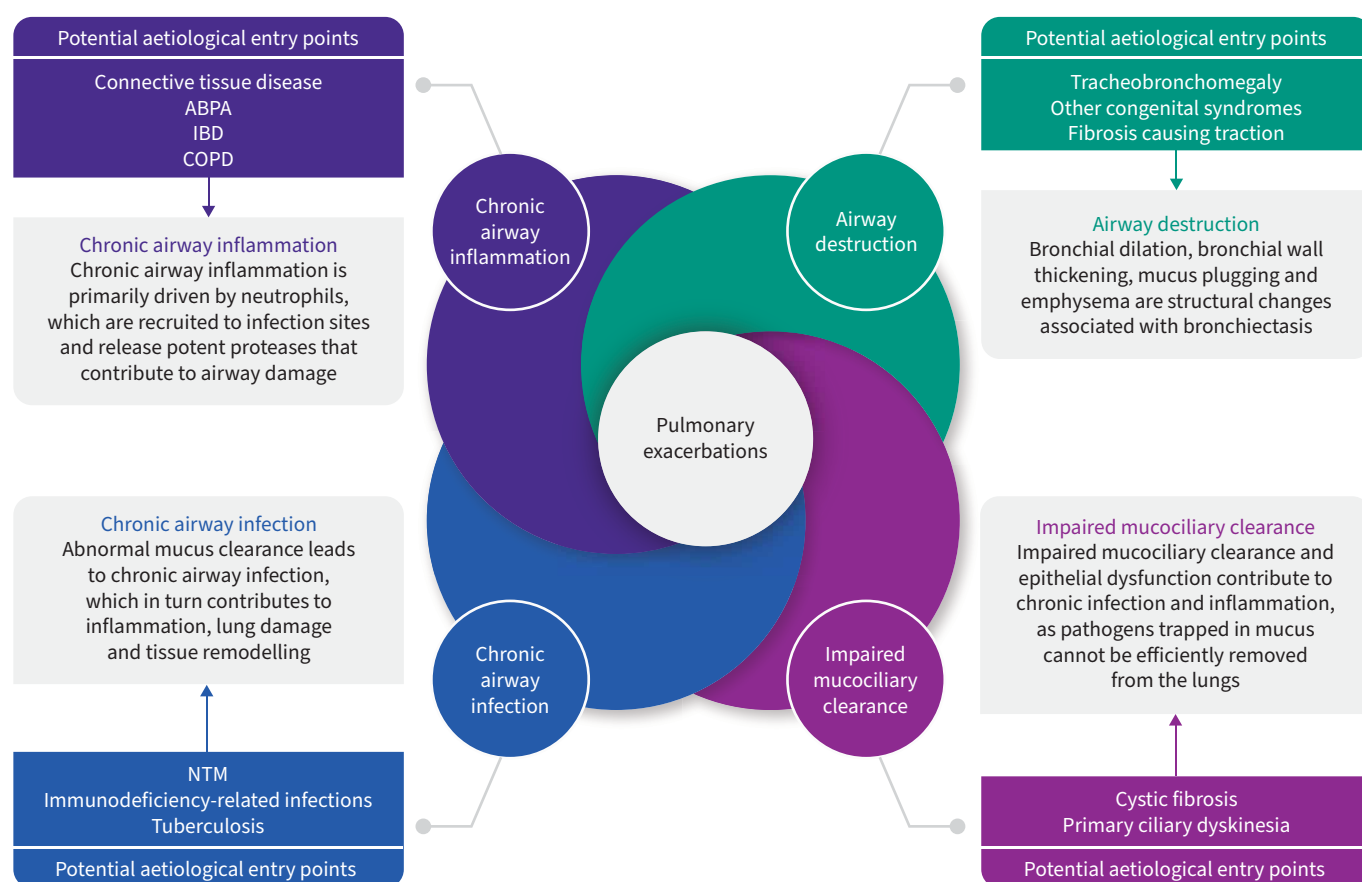 Potential aetiological entry points
Connective tissue disease
ABPA
IBD
COPD
Chronic airway inflammation
Chronic airway inflammation is
primarily driven by neutrophils,
which are recruited to infection sites
and release potent proteases that
contribute to airway damage
Potential aetiological entry points
Tracheobronchomegaly
Other congenital syndromes
Fibrosis causing traction
Airway destruction
Bronchial dilation, bronchial wall
thickening, mucus plugging and
emphysema are structural changes
associated with bronchiectasis
Chronic
airway
inflammation
Airway
destruction
Pulmonary
exacerbations
Chronic
airway
infection
Impaired
mucociliary
clearance
Chronic airway infection
Abnormal mucus clearance leads
to chronic airway infection,
which in turn contributes to
inflammation, lung damage
and tissue remodelling
NTM
Immunodeficiency-related infections
Tuberculosis
Potential aetiological entry points
Impaired mucociliary clearance
Impaired mucociliary clearance and
epithelial dysfunction contribute to
chronic infection and inflammation,
as pathogens trapped in mucus
cannot be efficiently removed
from the lungs
Cystic fibrosis
Primary ciliary dyskinesia
Potential aetiological entry points